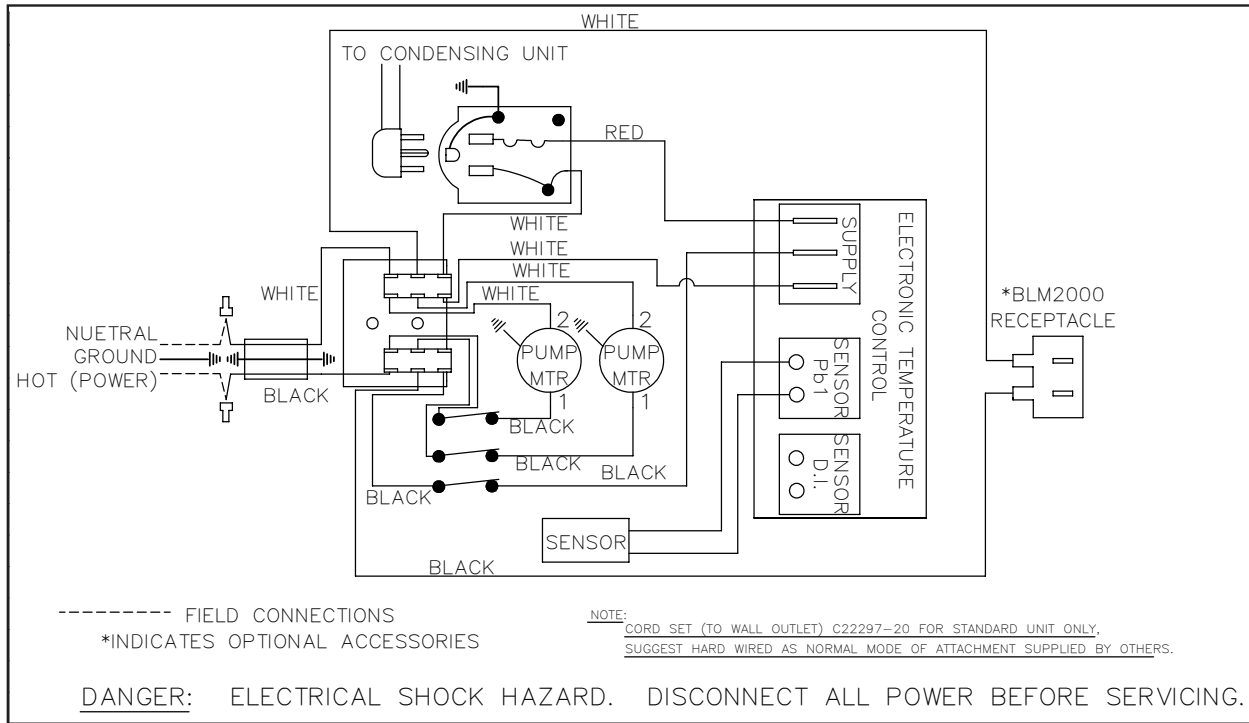 WHITE
TO CONDENSING UNIT
RED
WHITE
WHITE
WHITE
WHITE
WHITE
NUETRAL
GROUND
HOT (POWER)
BLACK
2
PUMP
MTR
1
2
PUMP
MTR
1
BLACK
BLACK
BLACK
BLACK
SUPPLY
SENSOR
Pb1
SENSOR
D.I.
ELECTRONIC TEMPERATURE
CONTROL
*BLM2000
RECEPTACLE
SENSOR
BLACK
FIELD CONNECTIONS
*INDICATES OPTIONAL ACCESSORIES
NOTE:
CORD SET (TO WALL OUTLET) C22297-20 FOR STANDARD UNIT ONLY,
SUGGEST HARD WIRED AS NORMAL MODE OF ATTACHMENT SUPPLIED BY OTHERS.
DANGER: ELECTRICAL SHOCK HAZARD. DISCONNECT ALL POWER BEFORE SERVICING.